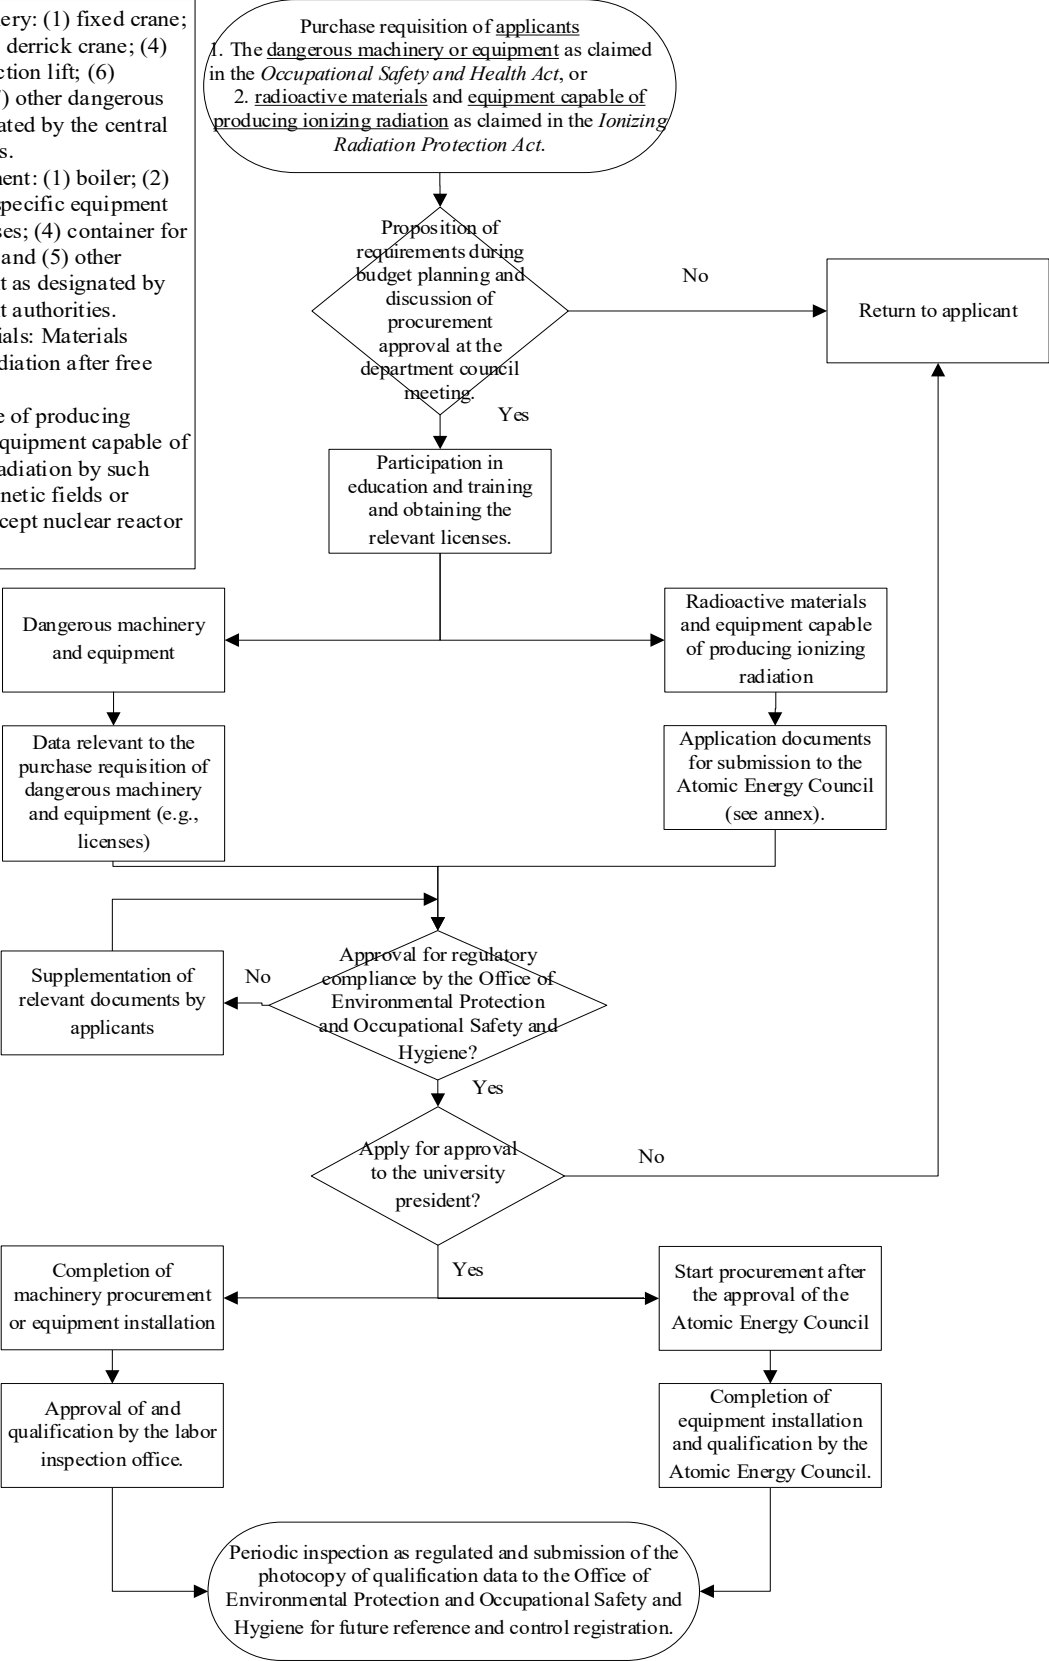 ery: (1) fixed crane;
derrick crane; (4)
ction lift; (6)
) other dangerous
ated by the central
s.
nent: (1) boiler; (2)
specific equipment
ses; (4) container for
and (5) other
t as designated by
t authorities.
ials: Materials
diation after free
e of producing
equipment capable of
adiation by such
netic fields or
cept nuclear reactor
Purchase requisition of applicants
1. The dangerous machinery or equipment as claimed
in the Occupational Safety and Health Act, or
2. radioactive materials and equipment capable of
producing ionizing radiation as claimed in the Ionizing
Radiation Protection Act.
Proposition of
requirements during
budget planning and
discussion of
procurement
approval at the
department council
meeting.
No
Return to applicant
Yes
Participation in
education and training
and obtaining the
relevant licenses.
Dangerous machinery
and equipment
Radioactive materials
and equipment capable
of producing ionizing
radiation
Data relevant to the
purchase requisition of
dangerous machinery
and equipment (e.g.,
licenses)
Application documents
for submission to the
Atomic Energy Council
(see annex).
Supplementation of
relevant documents by
applicants
No
Approval for regulatory
compliance by the Office of
Environmental Protection
and Occupational Safety and
Hygiene?
Yes
Apply for approval
to the university
president?
No
Yes
Completion of
machinery procurement
or equipment installation
Start procurement after
the approval of the
Atomic Energy Council
Approval of and
qualification by the labor
inspection office.
Completion of
equipment installation
and qualification by the
Atomic Energy Council.
Periodic inspection as regulated and submission of the
photocopy of qualification data to the Office of
Environmental Protection and Occupational Safety and
Hygiene for future reference and control registration.